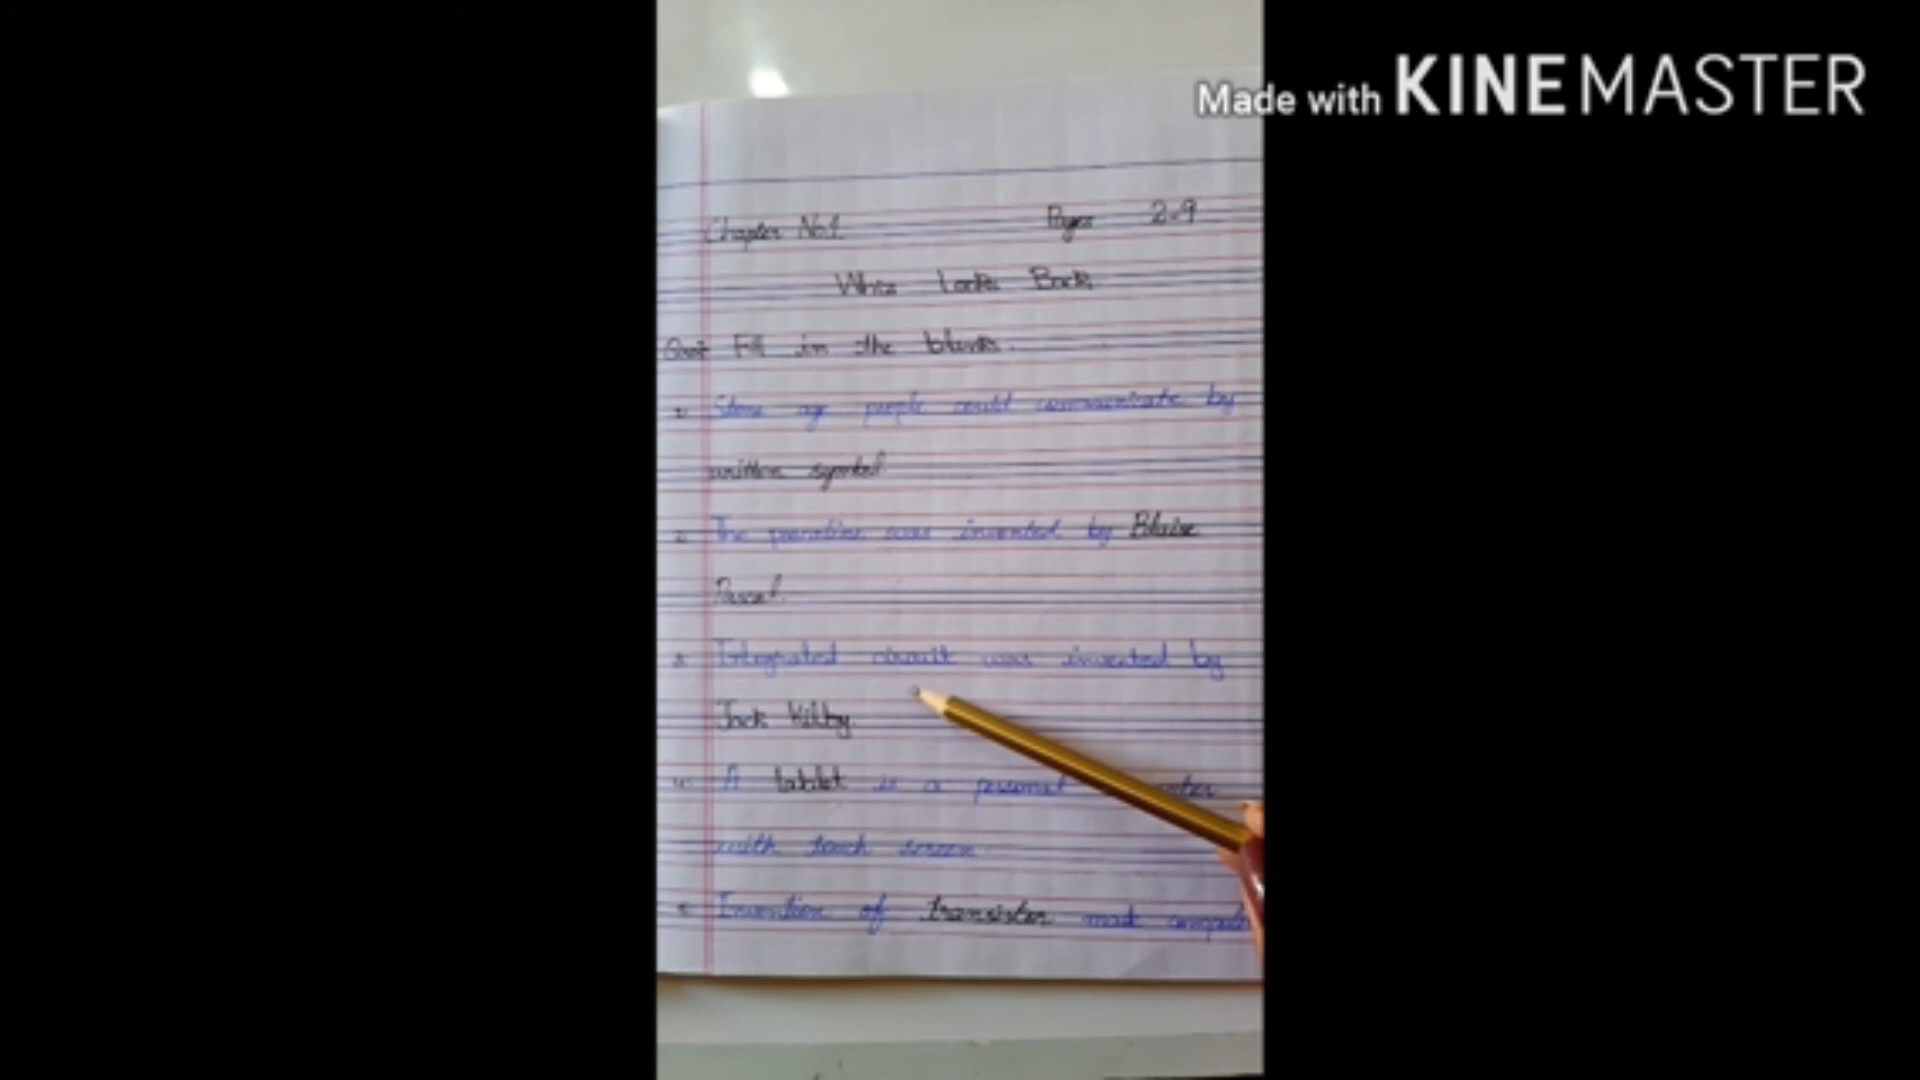 Made with KINEMASTER
Chapter No.1 Pages 2-9
Whiz Looks Back
Fill in the blanks.
Stone age people could communicate by
written symbol.
The pascaline was invented by Blaise
Pascal.
Integrated circuit was invented by
Jack Kilby.
A tablet is a personal
with touch screen.
Invention of transistor made